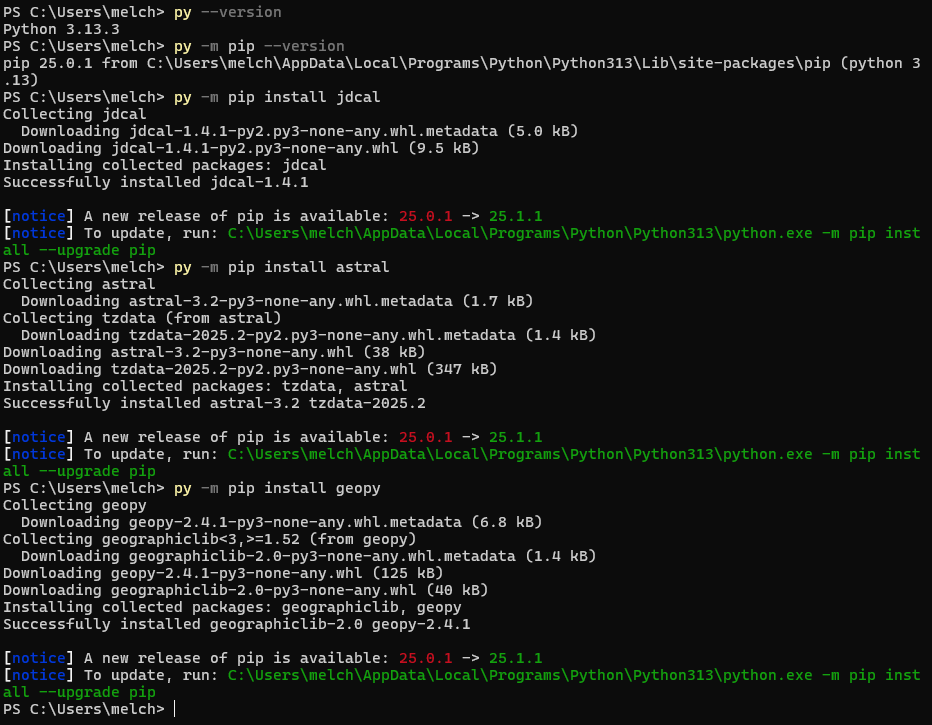 PS C:\Users\melch> py --version
Python 3.13.3
PS C:\Users\melch> py -m pip --version
pip 25.0.1 from C:\Users\melch\AppData\Local\Programs\Python\Python313\Lib\site-packages\pip (python 3
.13)
PS C:\Users\melch> py -m pip install jdcal
Collecting jdcal
  Downloading jdcal-1.4.1-py2.py3-none-any.whl.metadata (5.0 kB)
Downloading jdcal-1.4.1-py2.py3-none-any.whl (9.5 kB)
Installing collected packages: jdcal
Successfully installed jdcal-1.4.1

[notice] A new release of pip is available: 25.0.1 -> 25.1.1
[notice] To update, run: C:\Users\melch\AppData\Local\Programs\Python\Python313\python.exe -m pip inst
all --upgrade pip
PS C:\Users\melch> py -m pip install astral
Collecting astral
  Downloading astral-3.2-py3-none-any.whl.metadata (1.7 kB)
Collecting tzdata (from astral)
  Downloading tzdata-2025.2-py2.py3-none-any.whl.metadata (1.4 kB)
Downloading astral-3.2-py3-none-any.whl (38 kB)
Downloading tzdata-2025.2-py2.py3-none-any.whl (347 kB)
Installing collected packages: tzdata, astral
Successfully installed astral-3.2 tzdata-2025.2

[notice] A new release of pip is available: 25.0.1 -> 25.1.1
[notice] To update, run: C:\Users\melch\AppData\Local\Programs\Python\Python313\python.exe -m pip inst
all --upgrade pip
PS C:\Users\melch> py -m pip install geopy
Collecting geopy
  Downloading geopy-2.4.1-py3-none-any.whl.metadata (6.8 kB)
Collecting geographiclib<3,>=1.52 (from geopy)
  Downloading geographiclib-2.0-py3-none-any.whl.metadata (1.4 kB)
Downloading geopy-2.4.1-py3-none-any.whl (125 kB)
Downloading geographiclib-2.0-py3-none-any.whl (40 kB)
Installing collected packages: geographiclib, geopy
Successfully installed geographiclib-2.0 geopy-2.4.1

[notice] A new release of pip is available: 25.0.1 -> 25.1.1
[notice] To update, run: C:\Users\melch\AppData\Local\Programs\Python\Python313\python.exe -m pip inst
all --upgrade pip
PS C:\Users\melch>